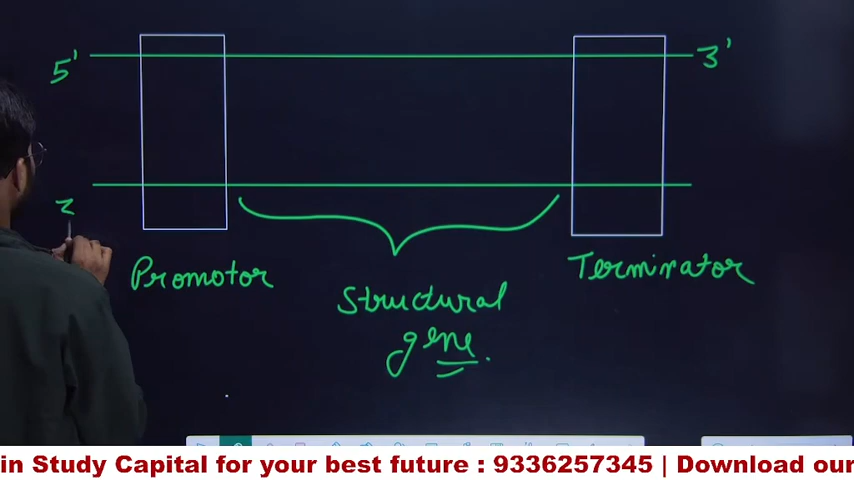 5' 3'
Promotor
Terminator
Structural
gene.
in Study Capital for your best future : 9336257345 | Download our